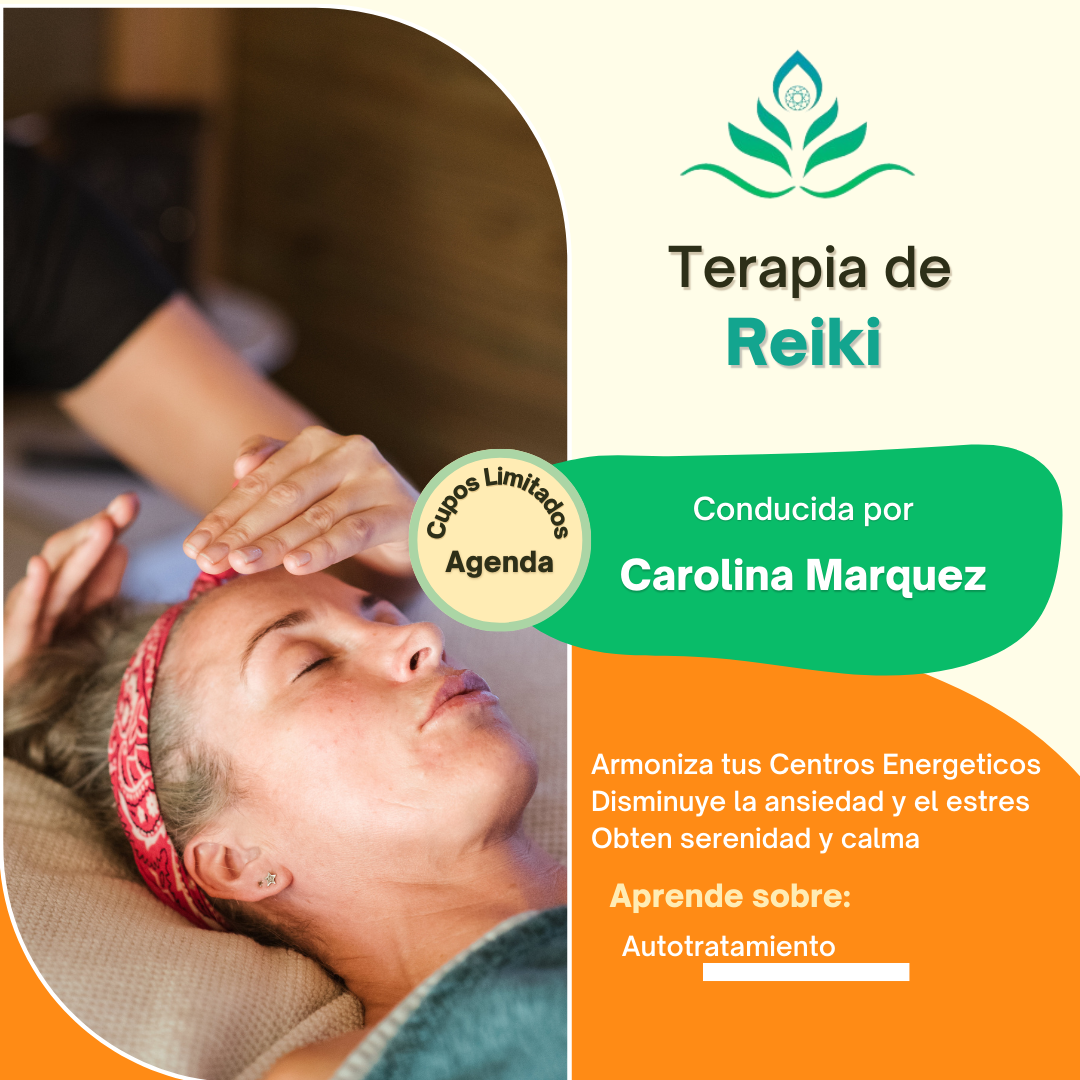 Terapia de
Reiki
Cupos Limitados
Agenda
Conducida por
Carolina Marquez
Armoniza tus Centros Energeticos
Disminuye la ansiedad y el estres
Obten serenidad y calma
Aprende sobre:
Autotratamiento